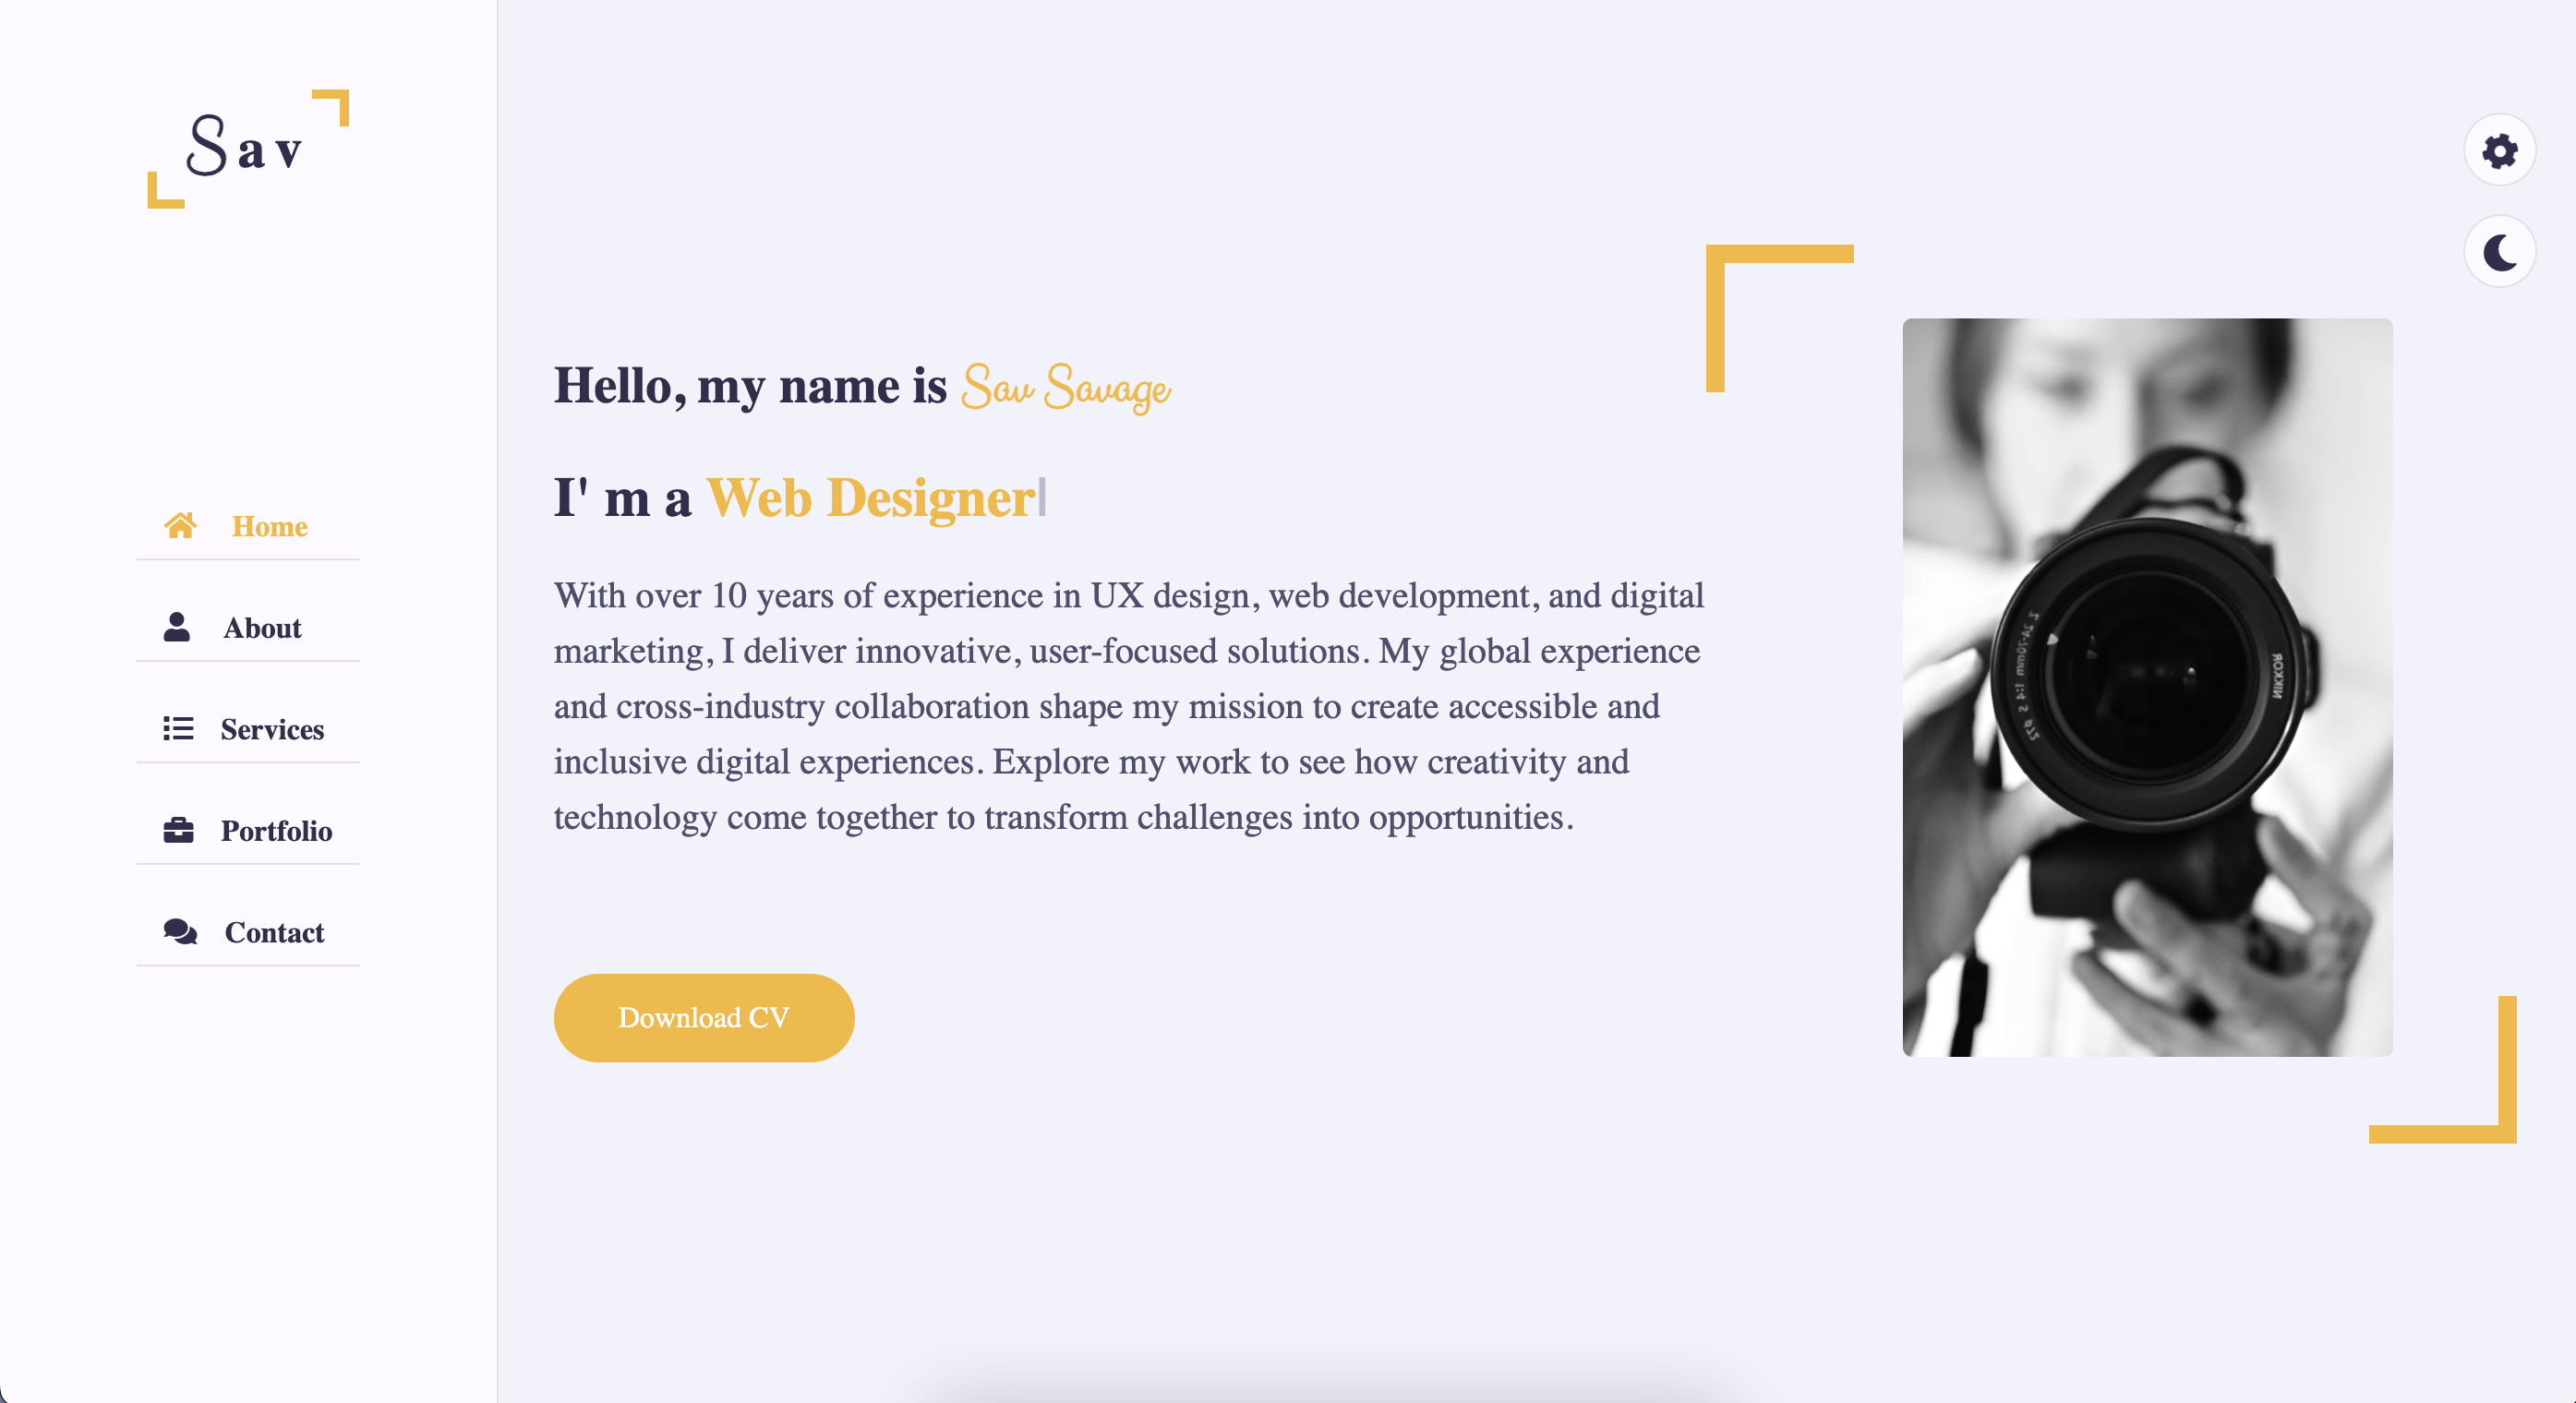 Sav
Home
About
Services
Portfolio
Contact
Hello, my name is Sav Savage
I' m a Web Designer
With over 10 years of experience in UX design, web development, and digital
marketing, I deliver innovative, user-focused solutions. My global experience
and cross-industry collaboration shape my mission to create accessible and
inclusive digital experiences. Explore my work to see how creativity and
technology come together to transform challenges into opportunities.
Download CV
NIKKOR